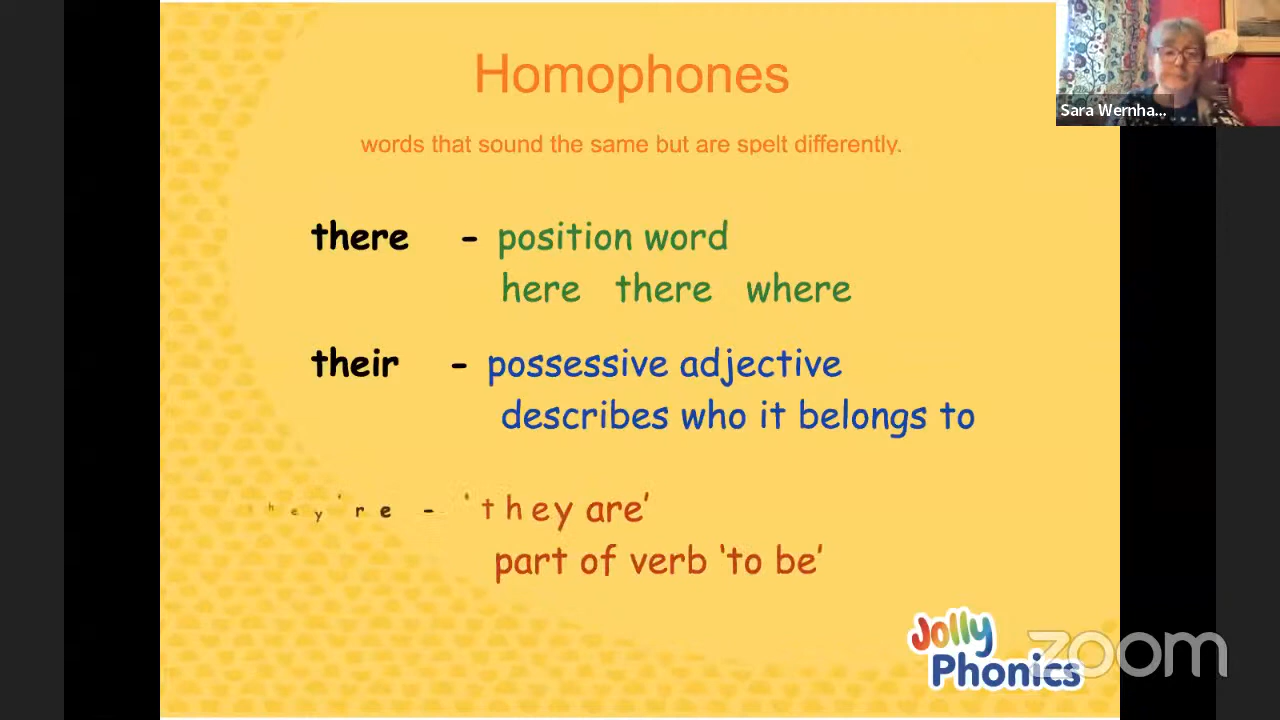 Homophones
words that sound the same but are spelt differently.
there - position word
here there where
their - possessive adjective
describes who it belongs to
they're - 'they are'
part of verb 'to be'
Sara Wernha...
Jolly
Phonics
zoom